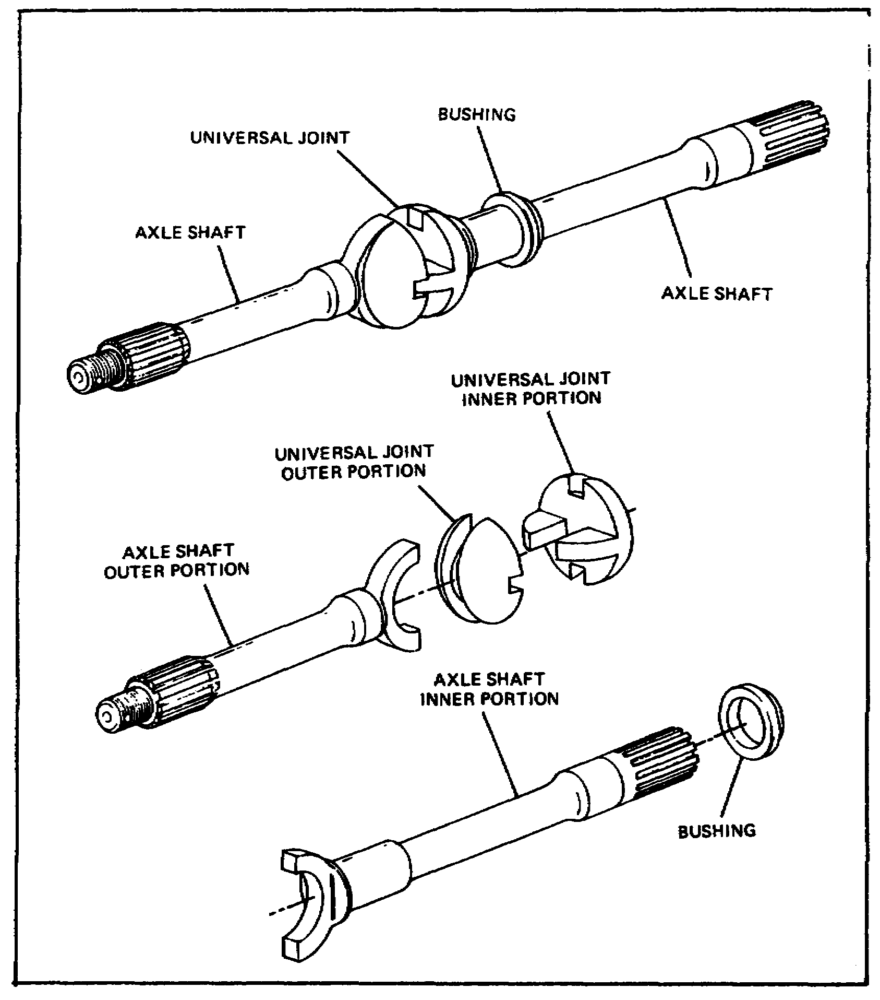 BUSHING
UNIVERSAL JOINT
AXLE SHAFT
AXLE SHAFT
UNIVERSAL JOINT
INNER PORTION
UNIVERSAL JOINT
OUTER PORTION
AXLE SHAFT
OUTER PORTION
AXLE SHAFT
INNER PORTION
BUSHING